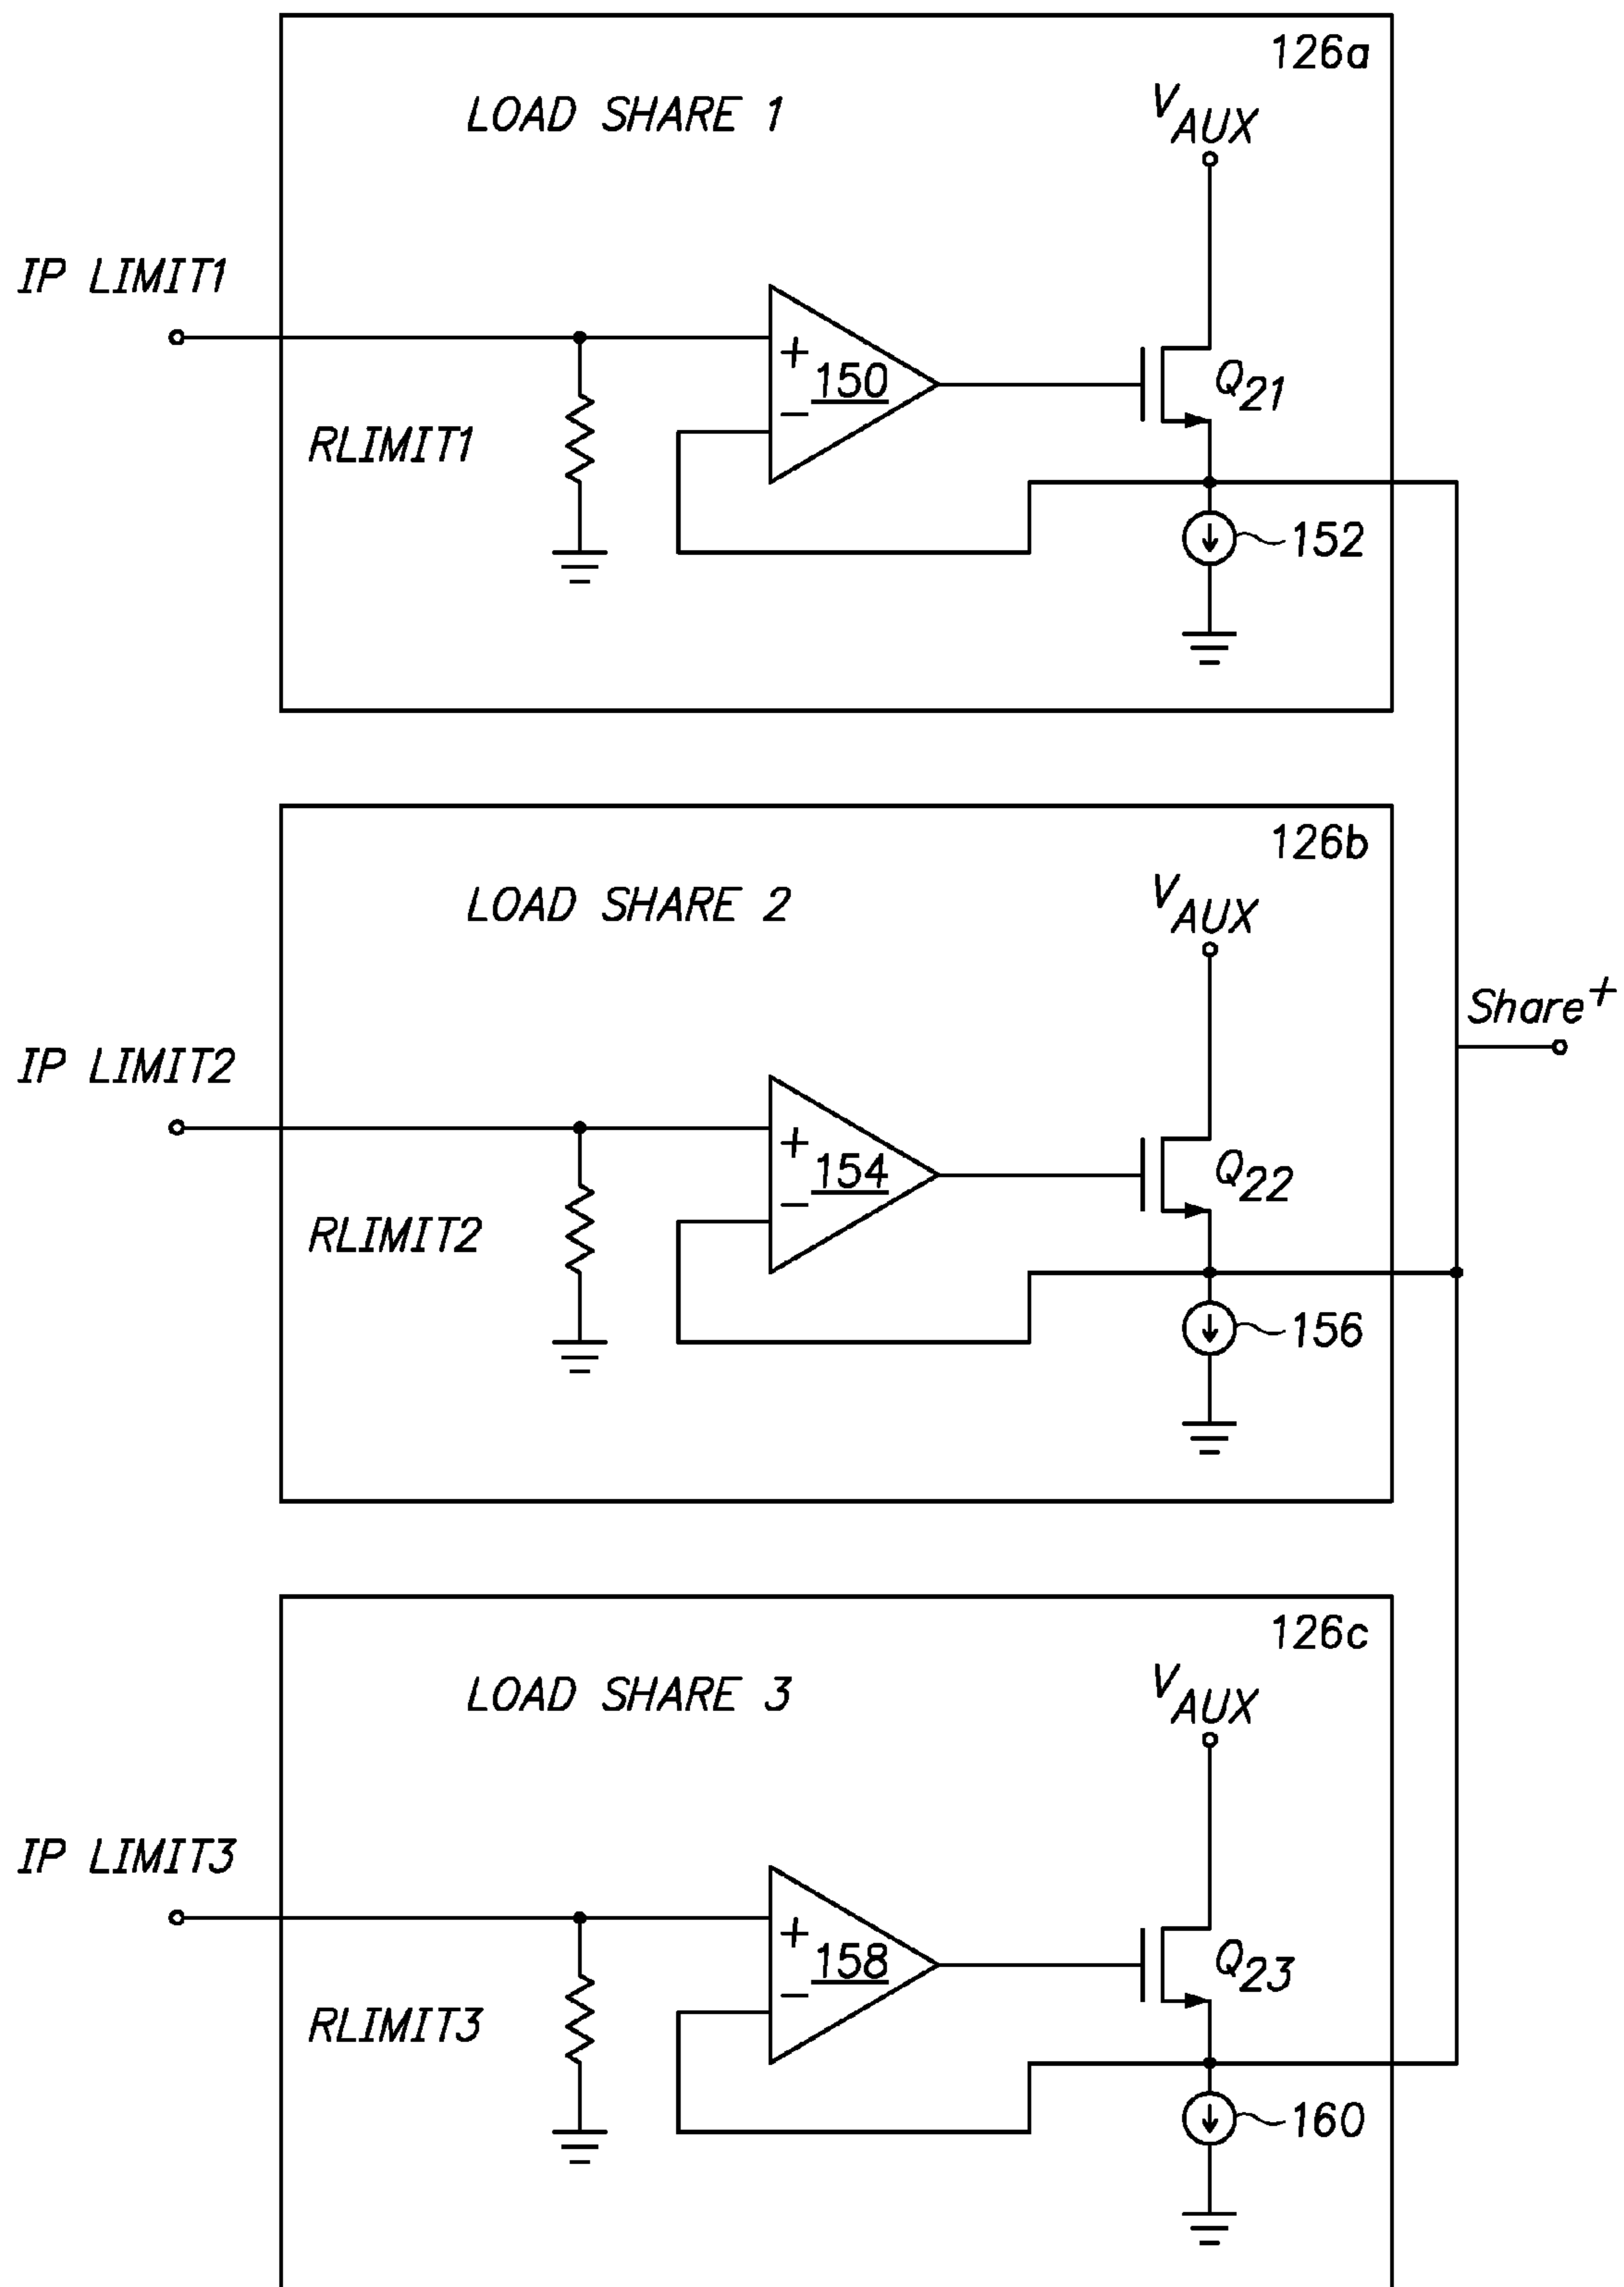 126a
LOAD SHARE 1
VAUX
IP LIMIT1
+
150
−
Q21
RLIMIT1
152
126b
LOAD SHARE 2
VAUX
Share+
IP LIMIT2
+
154
−
Q22
RLIMIT2
156
126c
LOAD SHARE 3
VAUX
IP LIMIT3
+
158
−
Q23
RLIMIT3
160